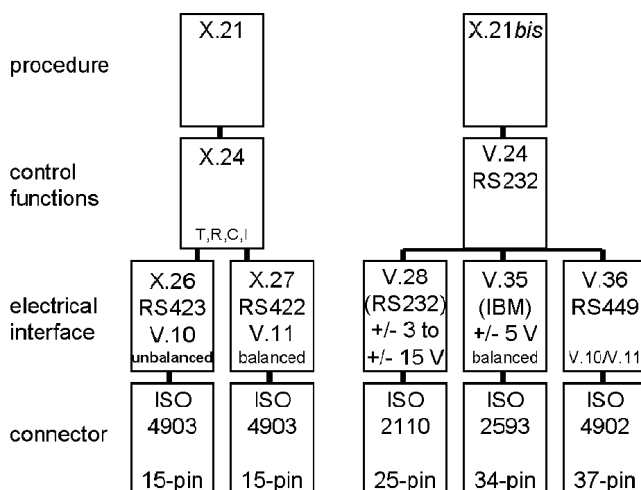 X.21
X.21bis
procedure
control
functions
X.24
T,R,C,I
V.24
RS232
electrical
interface
X.26
RS423
V.10
unbalanced
X.27
RS422
V.11
balanced
V.28
(RS232)
+/- 3 to
+/- 15 V
V.35
(IBM)
+/- 5 V
balanced
V.36
RS449
V.10/V.11
connector
ISO
4903
15-pin
ISO
4903
15-pin
ISO
2110
25-pin
ISO
2593
34-pin
ISO
4902
37-pin